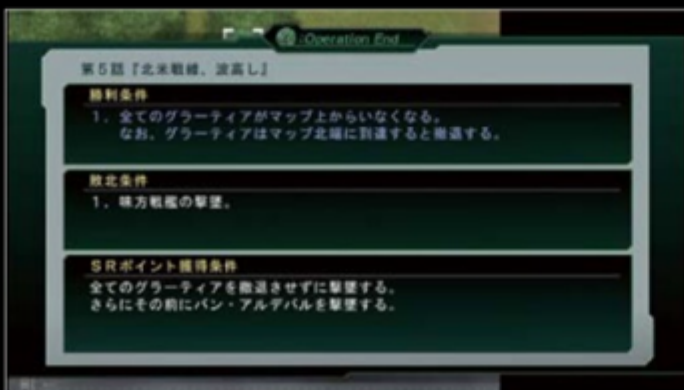 :Operation End
第5話『北米戦線、波高し』
勝利条件
1．全てのグラーティアがマップ上からいなくなる。
なお、グラーティアはマップ北端に到達すると撤退する。
敗北条件
1．味方戦艦の撃墜。
SRポイント獲得条件
全てのグラーティアを撤退させずに撃墜する。
さらにその前にバン・アルデバルを撃墜する。